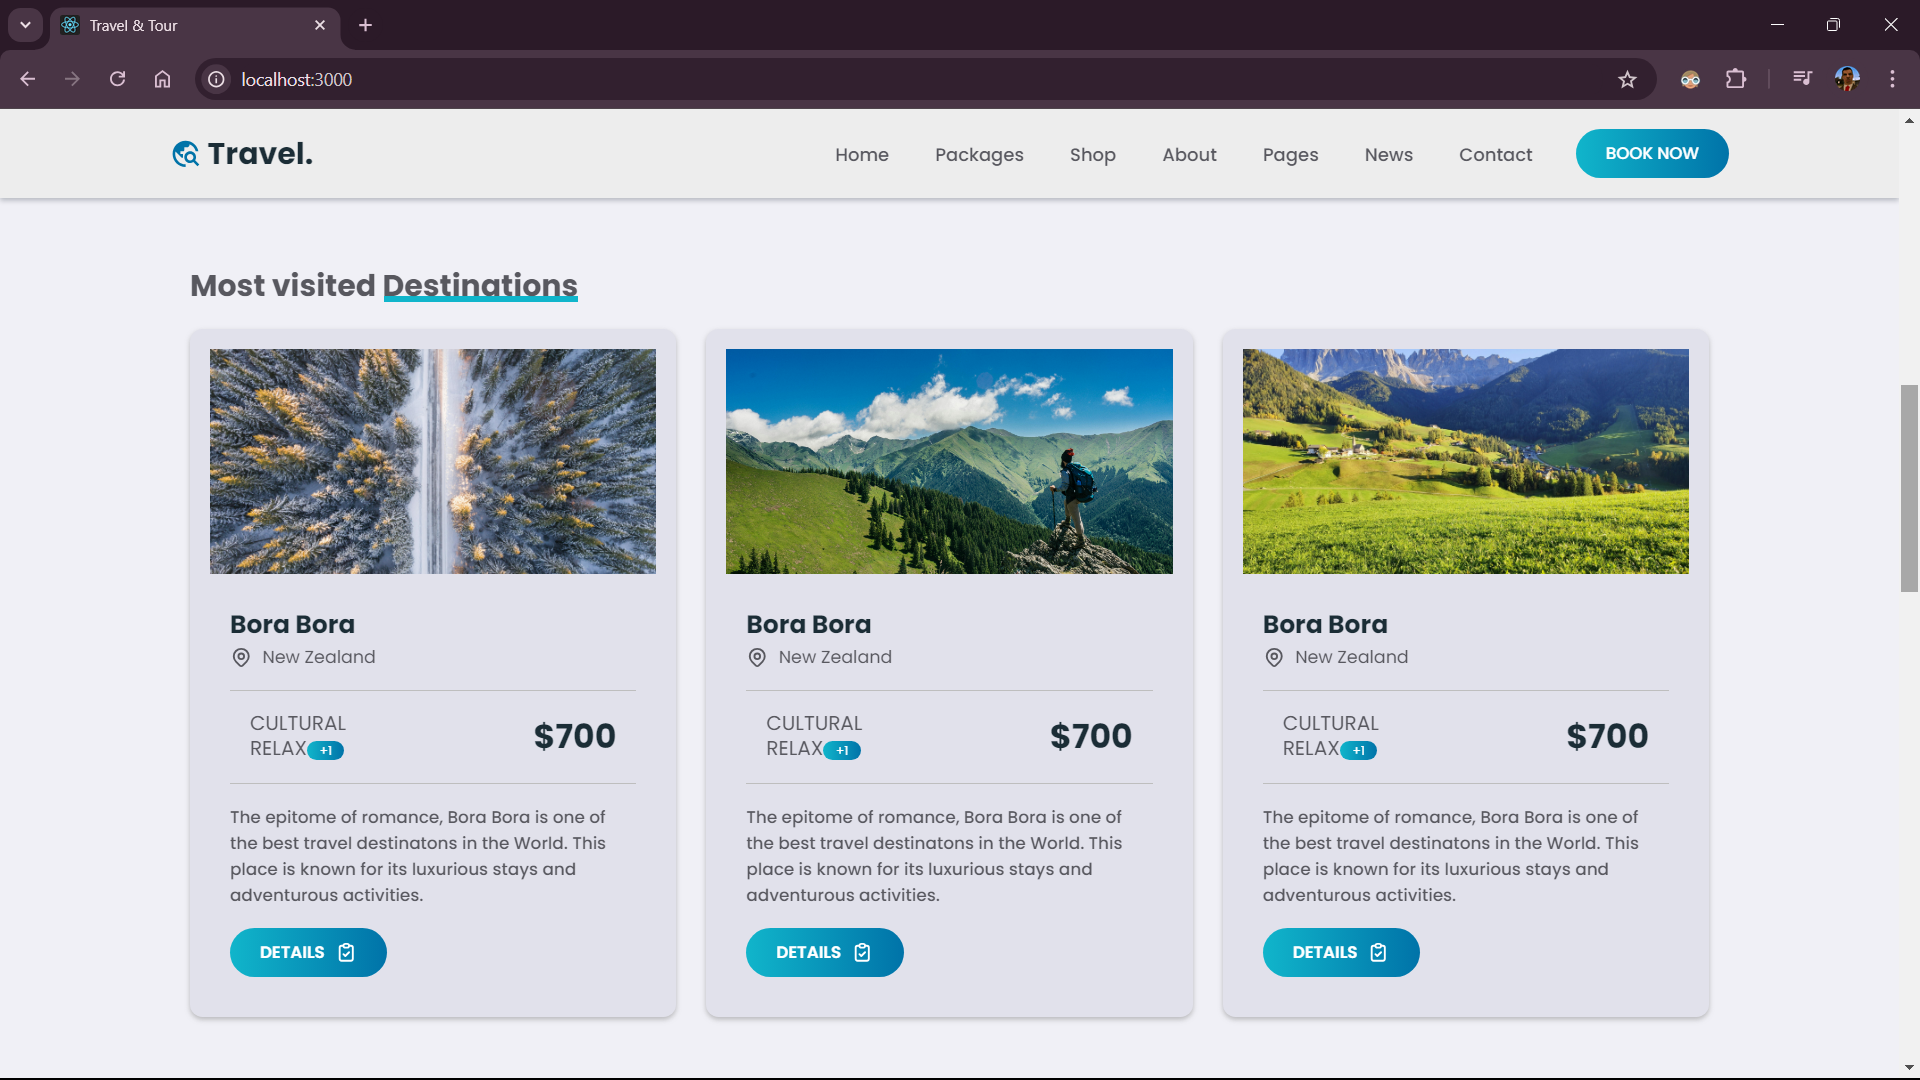 Travel & Tour
localhost:3000
Travel.
Home
Packages
Shop
About
Pages
News
Contact
BOOK NOW
Most visited Destinations
Bora Bora
New Zealand
CULTURAL
RELAX +1
$700
The epitome of romance, Bora Bora is one of
the best travel destinatons in the World. This
place is known for its luxurious stays and
adventurous activities.
DETAILS
Bora Bora
New Zealand
CULTURAL
RELAX +1
$700
The epitome of romance, Bora Bora is one of
the best travel destinatons in the World. This
place is known for its luxurious stays and
adventurous activities.
DETAILS
Bora Bora
New Zealand
CULTURAL
RELAX +1
$700
The epitome of romance, Bora Bora is one of
the best travel destinatons in the World. This
place is known for its luxurious stays and
adventurous activities.
DETAILS